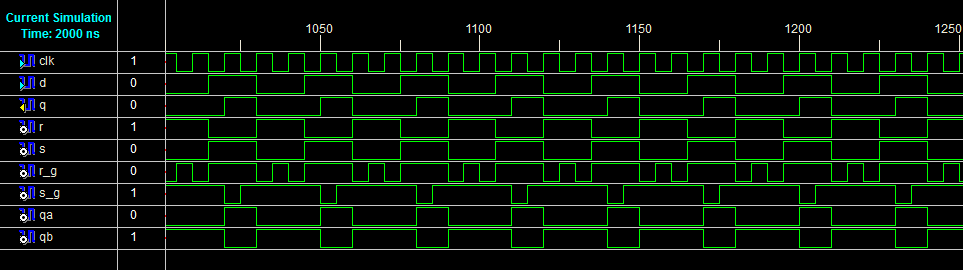 Current Simulation
Time: 2000 ns
1050 1100 1150 1200 1250
clk 1
d 0
q 0
r 1
s 0
r_g 0
s_g 1
qa 0
qb 1